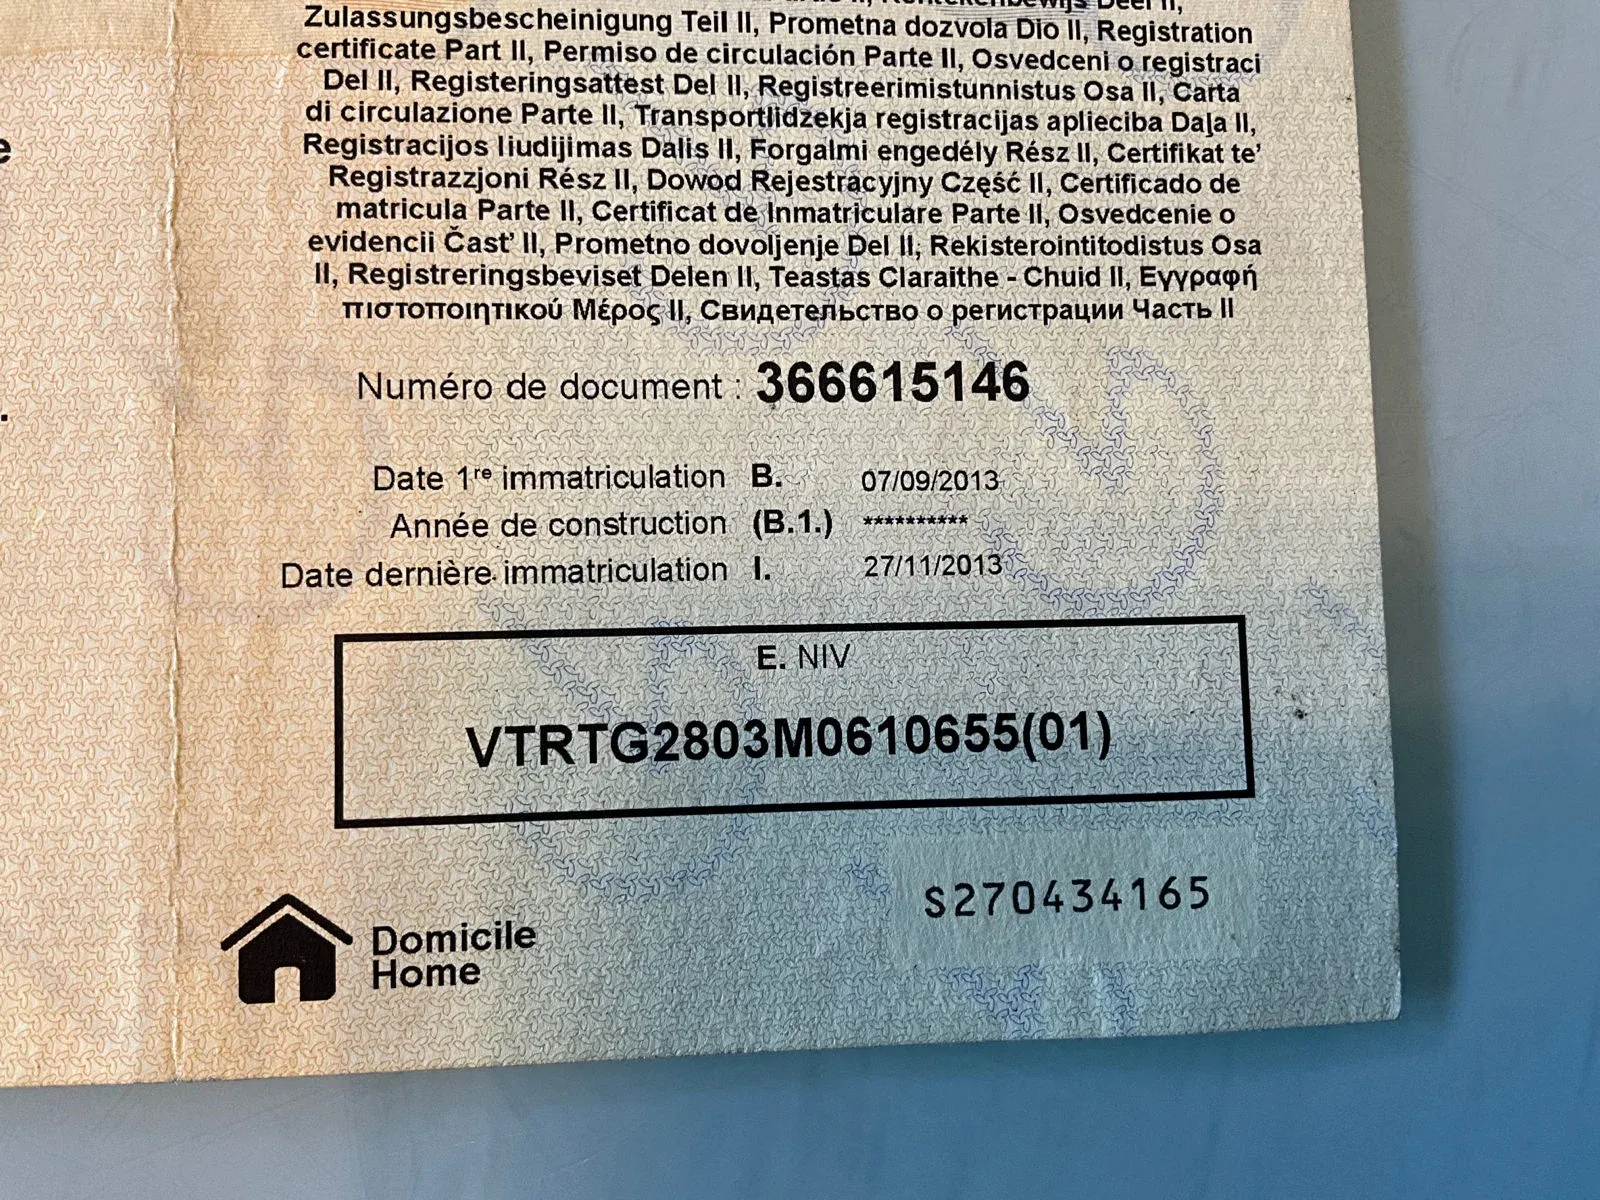 Deel II,
Zulassungsbescheinigung Teil II, Prometna dozvola Dio II, Registration
certificate Part II, Permiso de circulación Parte II, Osvedceni o registraci
Del II, Registeringsattest Del II, Registreerimistunnistus Osa II, Carta
di circulazione Parte II, Transportlidzekja registracijas aplieciba Daļa II,
Registracijos liudijimas Dalis II, Forgalmi engedély Rész II, Certifikat te'
Registrazzjoni Rész II, Dowod Rejestracyjny Część II, Certificado de
matricula Parte II, Certificat de Inmatriculare Parte II, Osvedcenie o
evidencii Čast' II, Prometno dovoljenje Del II, Rekisterointitodistus Osa
II, Registreringsbeviset Delen II, Teastas Claraithe - Chuid II, Εγγραφή
πιστοποιητικού Μέρος II, Свидетельство о регистрации Часть II
Numéro de document : 366615146
Date 1re immatriculation B. 07/09/2013
Année de construction (B.1.) **********
Date dernière immatriculation I. 27/11/2013
E. NIV
VTRTG2803M0610655(01)
S270434165
Domicile
Home